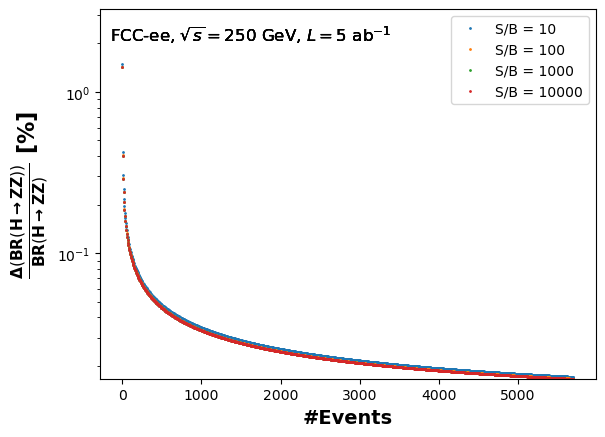 FCC-ee, √s = 250 GeV, L = 5 ab⁻¹
S/B = 10
S/B = 100
S/B = 1000
S/B = 10000
Δ(BR(H→ZZ)) / BR(H→ZZ) [%]
10⁰
10⁻¹
0 1000 2000 3000 4000 5000
#Events